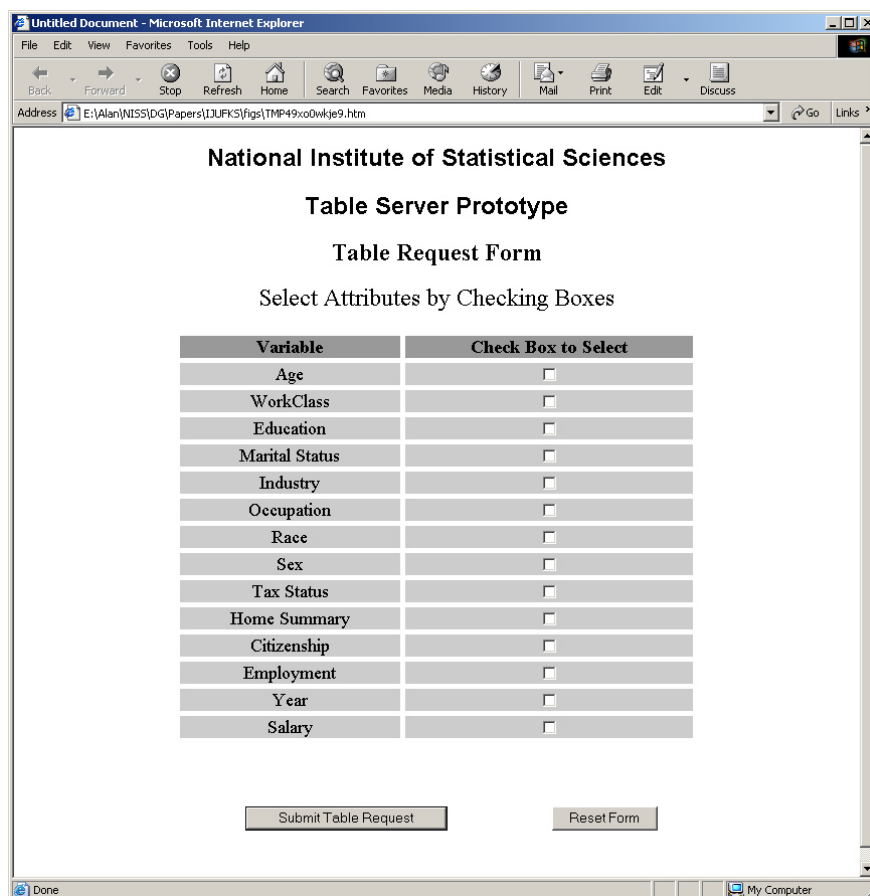 Untitled Document - Microsoft Internet Explorer
File Edit View Favorites Tools Help
Back Forward Stop Refresh Home Search Favorites Media History Mail Print Edit Discuss
Address E:\Alan\NISS\DG\Papers\IJUFKS\figs\TMP49xo0wkje9.htm Go Links
National Institute of Statistical Sciences
Table Server Prototype
Table Request Form
Select Attributes by Checking Boxes
Variable Check Box to Select
Age
WorkClass
Education
Marital Status
Industry
Occupation
Race
Sex
Tax Status
Home Summary
Citizenship
Employment
Year
Salary
Submit Table Request Reset Form
Done My Computer